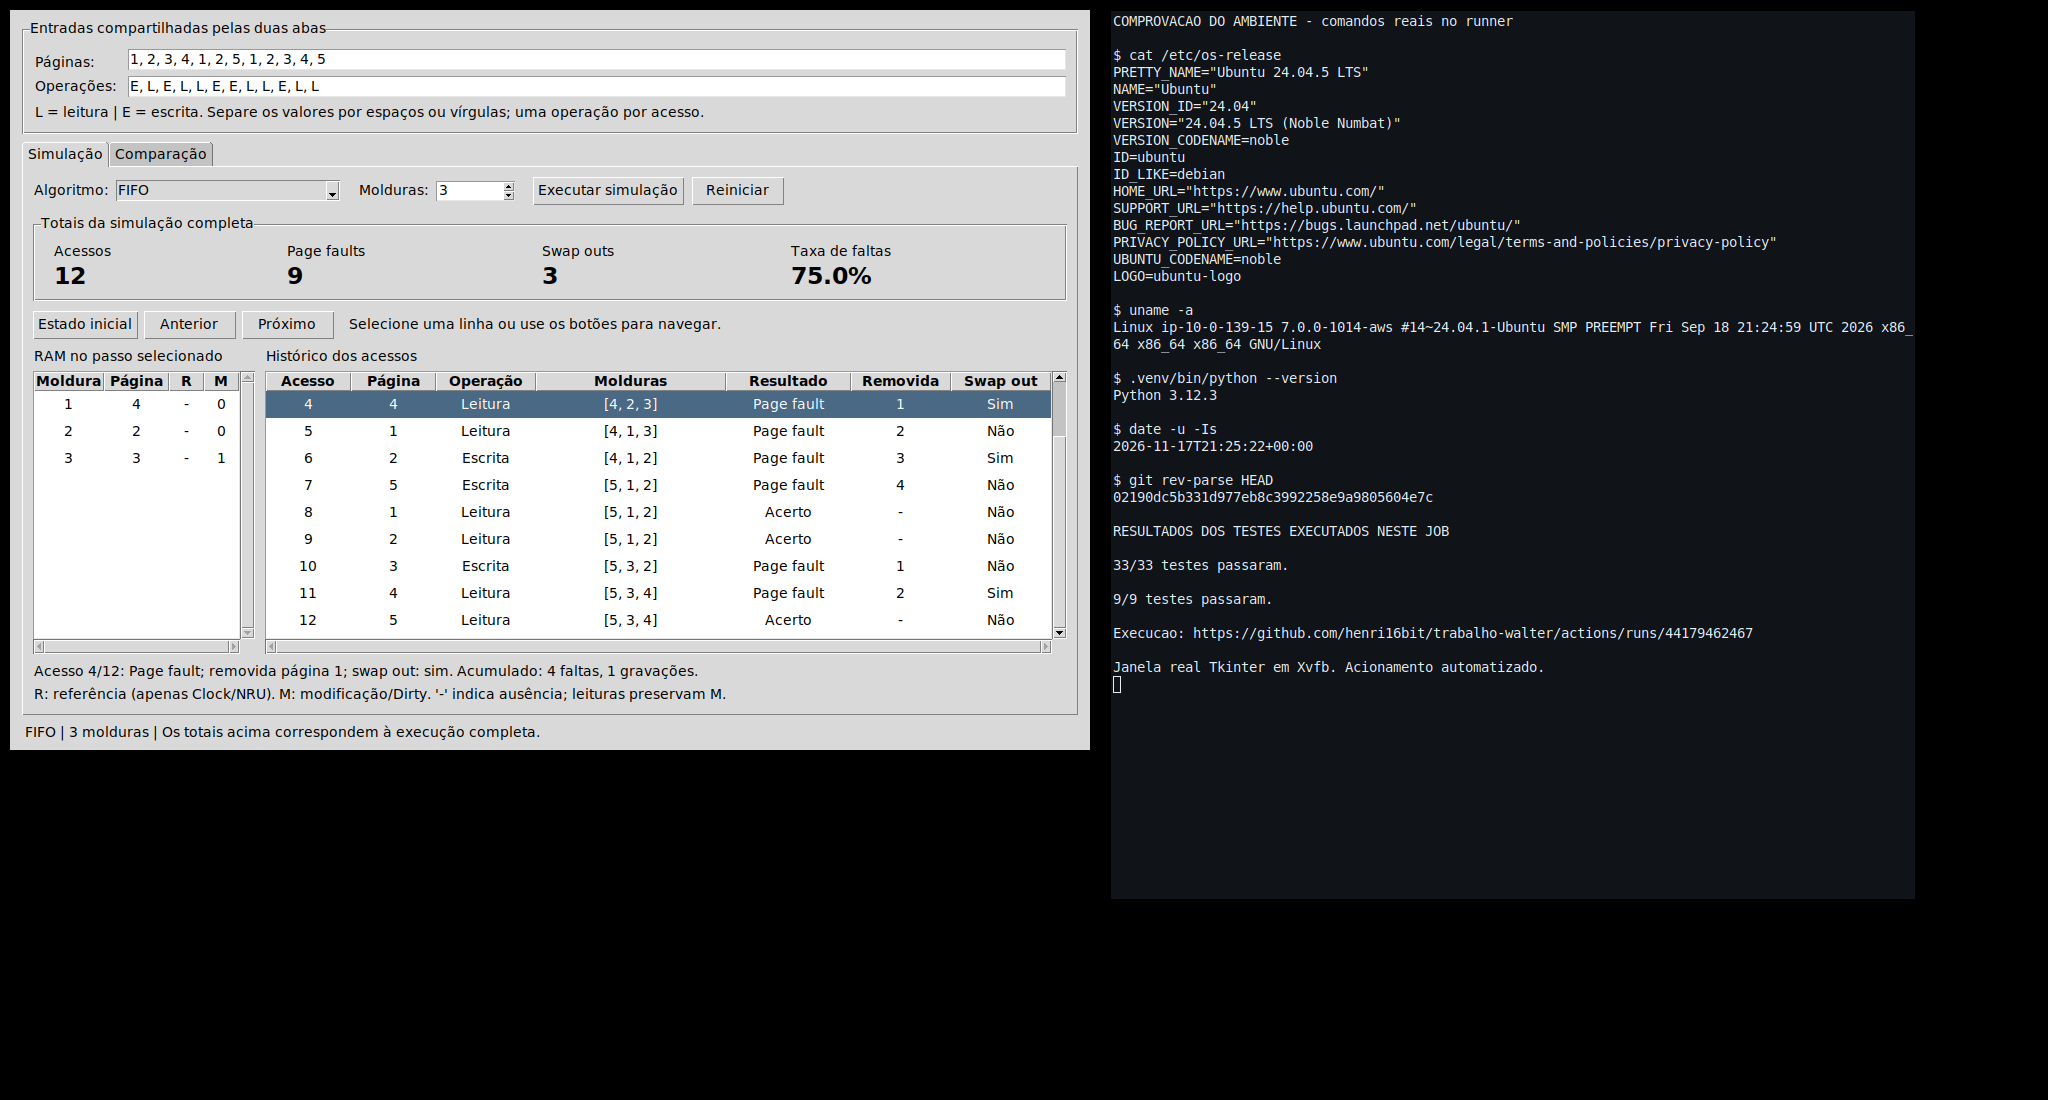 Entradas compartilhadas pelas duas abas
Páginas: 1, 2, 3, 4, 1, 2, 5, 1, 2, 3, 4, 5
Operações: E, L, E, L, L, E, E, L, L, E, L, L
L = leitura | E = escrita. Separe os valores por espaços ou vírgulas; uma operação por acesso.
Simulação Comparação
Algoritmo: FIFO Molduras: 3 Executar simulação Reiniciar
Totais da simulação completa
Acessos Page faults Swap outs Taxa de faltas
12 9 3 75.0%
Estado inicial Anterior Próximo Selecione uma linha ou use os botões para navegar.
RAM no passo selecionado
Moldura Página R M
1 4 - 0
2 2 - 0
3 3 - 1
Histórico dos acessos
Acesso Página Operação Molduras Resultado Removida Swap out
4 4 Leitura [4, 2, 3] Page fault 1 Sim
5 1 Leitura [4, 1, 3] Page fault 2 Não
6 2 Escrita [4, 1, 2] Page fault 3 Sim
7 5 Escrita [5, 1, 2] Page fault 4 Não
8 1 Leitura [5, 1, 2] Acerto - Não
9 2 Leitura [5, 1, 2] Acerto - Não
10 3 Escrita [5, 3, 2] Page fault 1 Não
11 4 Leitura [5, 3, 4] Page fault 2 Sim
12 5 Leitura [5, 3, 4] Acerto - Não
Acesso 4/12: Page fault; removida página 1; swap out: sim. Acumulado: 4 faltas, 1 gravações.
R: referência (apenas Clock/NRU). M: modificação/Dirty. '-' indica ausência; leituras preservam M.
FIFO | 3 molduras | Os totais acima correspondem à execução completa.
COMPROVACAO DO AMBIENTE - comandos reais no runner
$ cat /etc/os-release
PRETTY_NAME="Ubuntu 24.04.5 LTS"
NAME="Ubuntu"
VERSION_ID="24.04"
VERSION="24.04.5 LTS (Noble Numbat)"
VERSION_CODENAME=noble
ID=ubuntu
ID_LIKE=debian
HOME_URL="https://www.ubuntu.com/"
SUPPORT_URL="https://help.ubuntu.com/"
BUG_REPORT_URL="https://bugs.launchpad.net/ubuntu/"
PRIVACY_POLICY_URL="https://www.ubuntu.com/legal/terms-and-policies/privacy-policy"
UBUNTU_CODENAME=noble
LOGO=ubuntu-logo
$ uname -a
Linux ip-10-0-139-15 7.0.0-1014-aws #14~24.04.1-Ubuntu SMP PREEMPT Fri Sep 18 21:24:59 UTC 2026 x86_
64 x86_64 x86_64 GNU/Linux
$ .venv/bin/python --version
Python 3.12.3
$ date -u -Is
2026-11-17T21:25:22+00:00
$ git rev-parse HEAD
02190dc5b331d977eb8c3992258e9a9805604e7c
RESULTADOS DOS TESTES EXECUTADOS NESTE JOB
33/33 testes passaram.
9/9 testes passaram.
Execucao: https://github.com/henri16bit/trabalho-walter/actions/runs/44179462467
Janela real Tkinter em Xvfb. Acionamento automatizado.